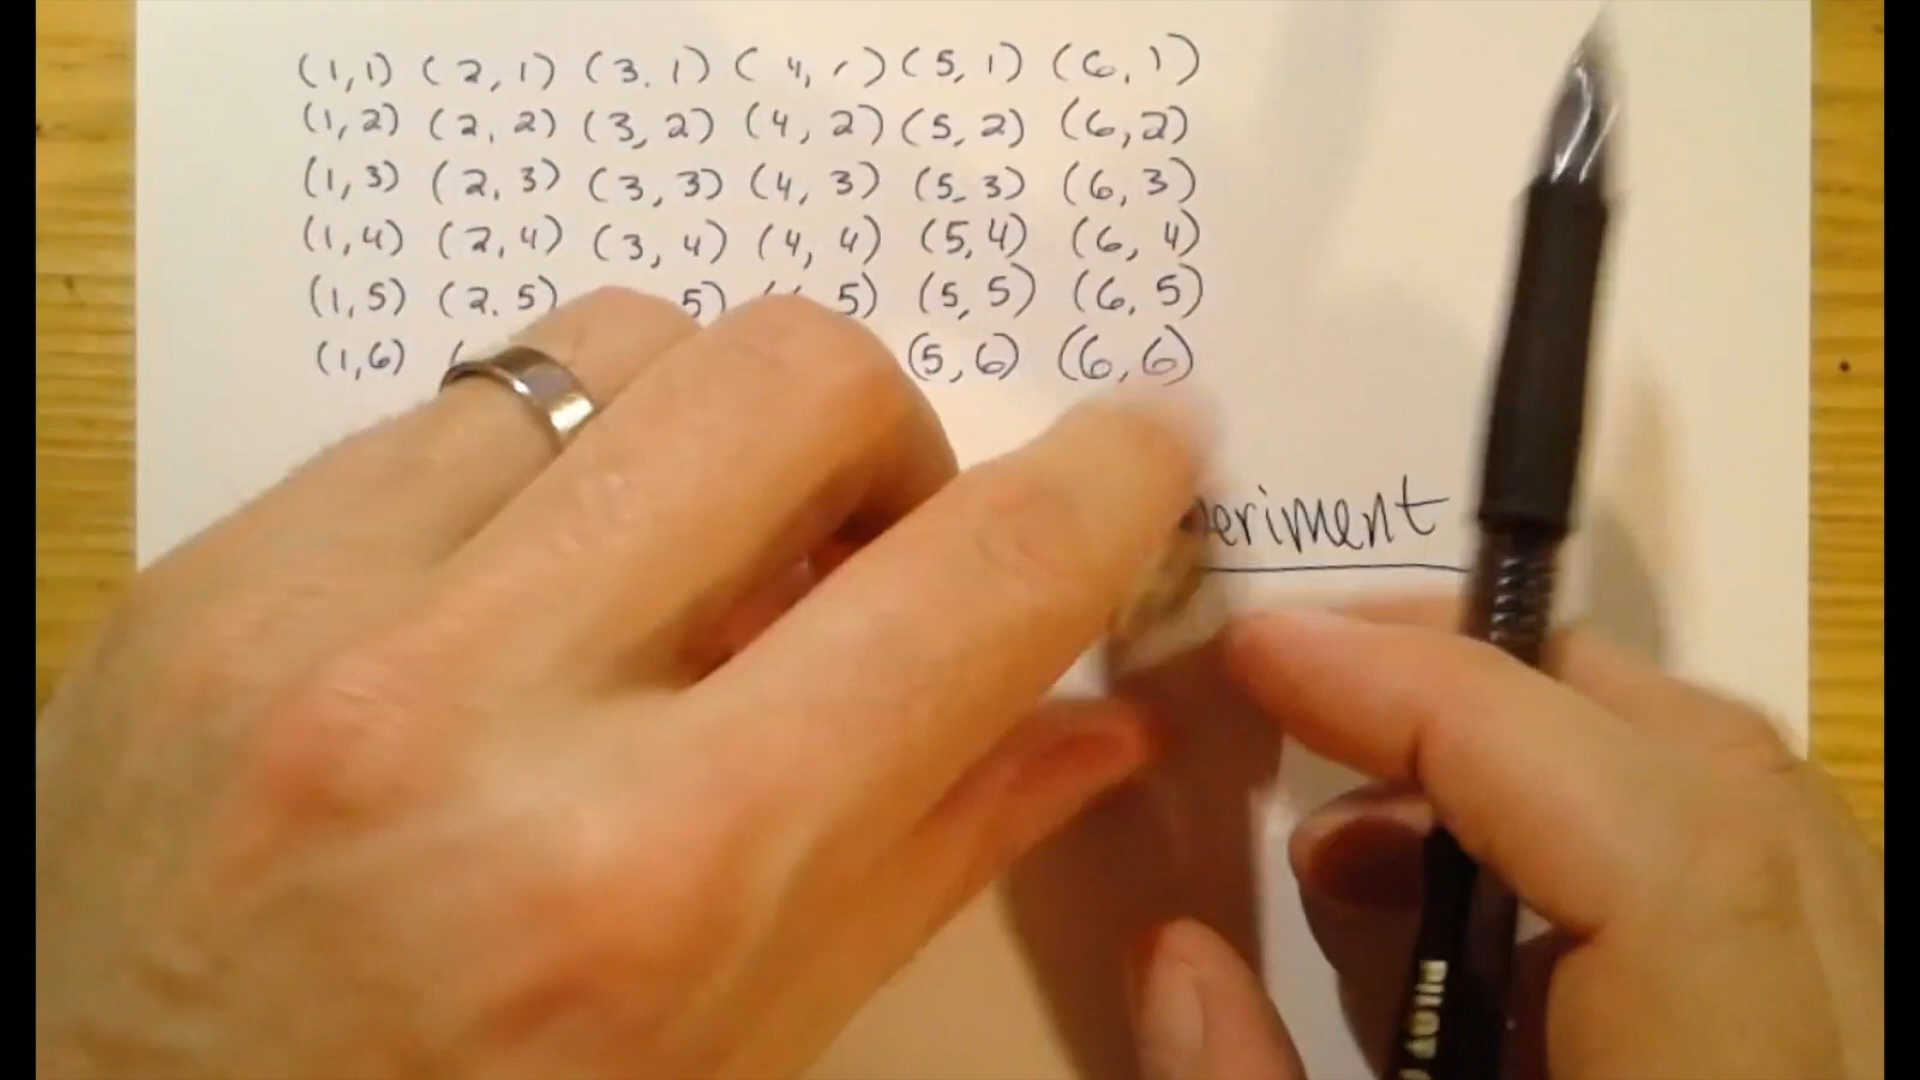 (1,1) (2,1) (3.1) (4,1) (5,1) (6,1)
(1,2) (2,2) (3,2) (4,2) (5,2) (6,2)
(1,3) (2,3) (3,3) (4,3) (5,3) (6,3)
(1,4) (2,4) (3,4) (4,4) (5,4) (6,4)
(1,5) (2.5) 5) 5) (5,5) (6,5)
(1,6) ( (5,6) (6,6)
eriment
PILOT